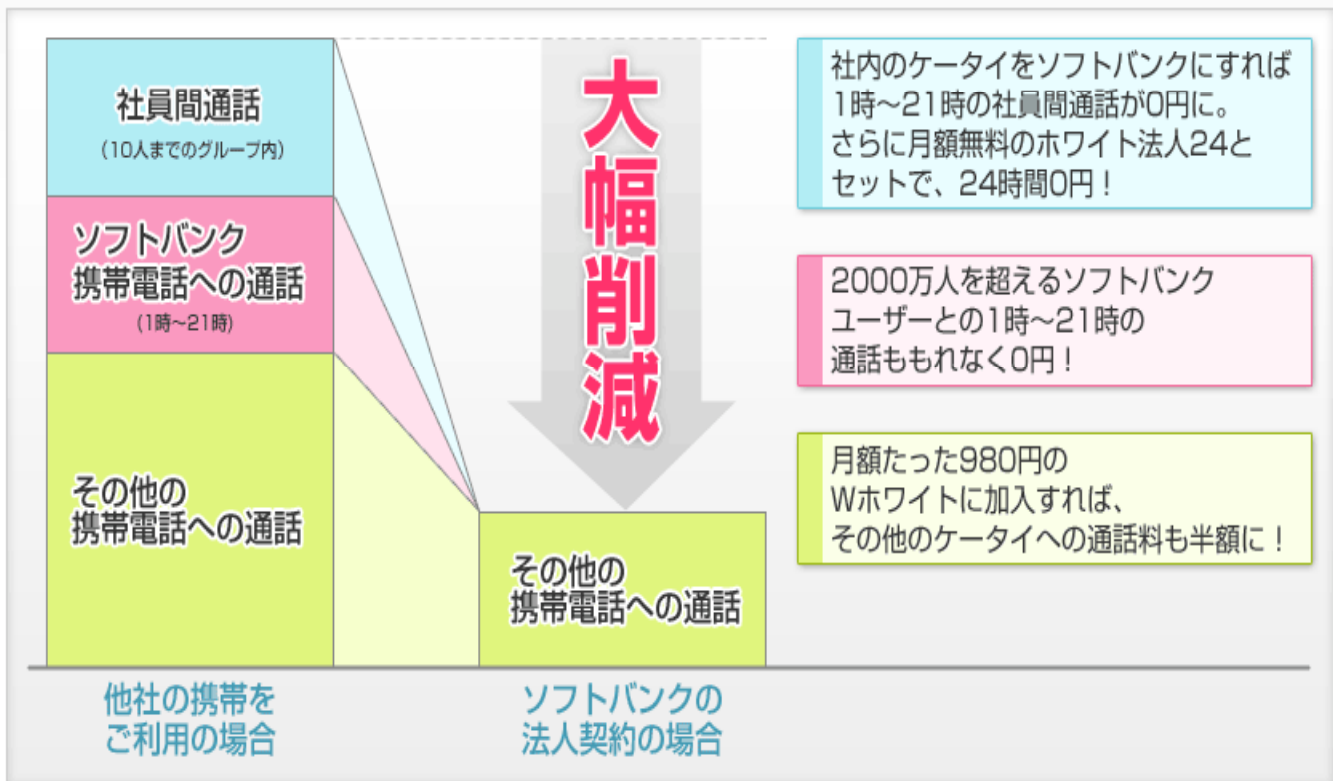 社員間通話
(10人までのグループ内)
ソフトバンク
携帯電話への通話
(1時～21時)
その他の
携帯電話への通話
大幅削減
その他の
携帯電話への通話
社内のケータイをソフトバンクにすれば
1時～21時の社員間通話が0円に。
さらに月額無料のホワイト法人24と
セットで、24時間0円！
2000万人を超えるソフトバンク
ユーザーとの1時～21時の
通話ももれなく0円！
月額たった980円の
Wホワイトに加入すれば、
その他のケータイへの通話料も半額に！
他社の携帯を
ご利用の場合
ソフトバンクの
法人契約の場合